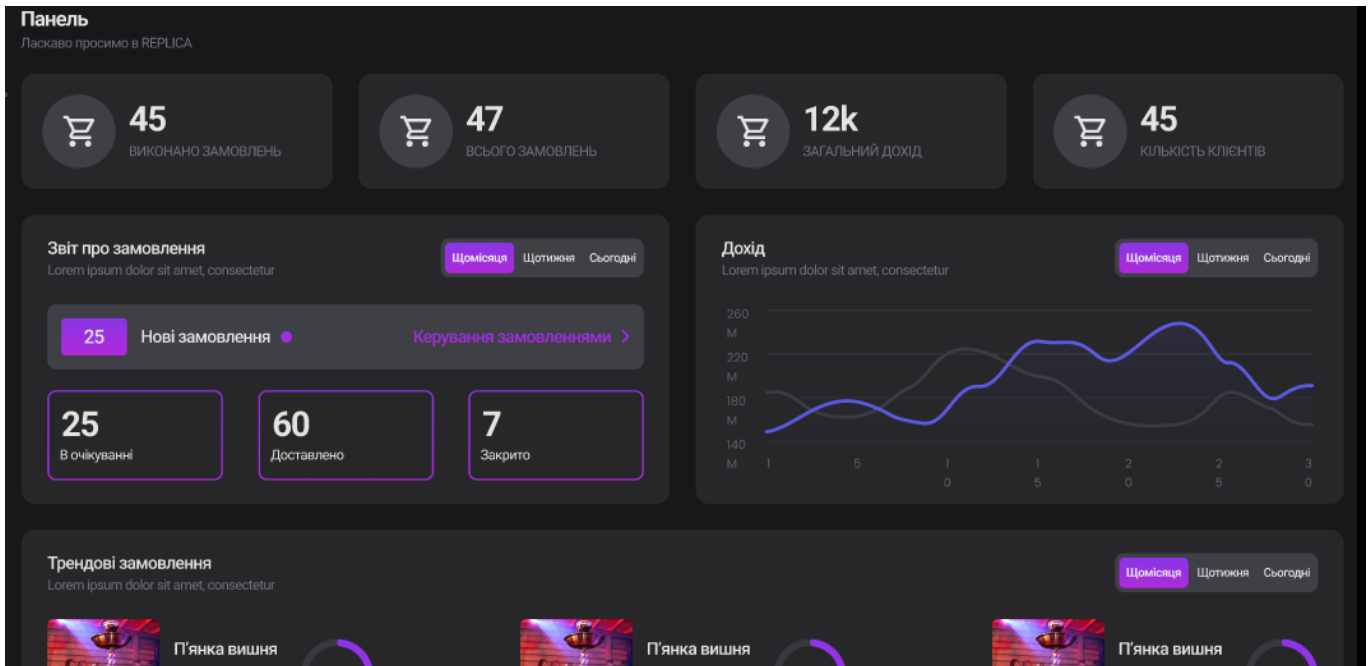 Панель
Ласкаво просимо в REPLICA
45
ВИКОНАНО ЗАМОВЛЕНЬ
47
ВСЬОГО ЗАМОВЛЕНЬ
12k
ЗАГАЛЬНИЙ ДОХІД
45
КІЛЬКІСТЬ КЛІЄНТІВ
Звіт про замовлення
Lorem ipsum dolor sit amet, consectetur
Щомісяця Щотижня Сьогодні
25 Нові замовлення Керування замовленнями
25
В очікуванні
60
Доставлено
7
Закрито
Дохід
Lorem ipsum dolor sit amet, consectetur
Щомісяця Щотижня Сьогодні
260
M
220
M
180
M
140
M
1 5 1 1 2 2 3
0 5 0 5 0
Трендові замовлення
Lorem ipsum dolor sit amet, consectetur
Щомісяця Щотижня Сьогодні
П'янка вишня П'янка вишня П'янка вишня